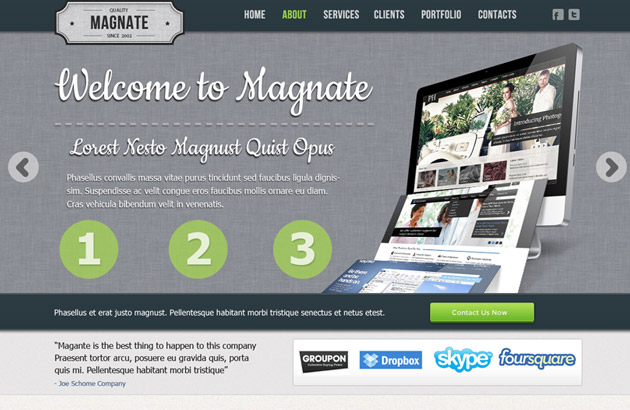 QUALITY
MAGNATE
SINCE 2002
HOME ABOUT SERVICES CLIENTS PORTFOLIO CONTACTS
Welcome to Magnate
Lorest Nesto Magnust Quist Opus
Phasellus convallis massa vitae purus tincidunt sed faucibus ligula dignis-
sim. Suspendisse ac velit congue eros faucibus mollis ornare eu diam.
Cras vehicula bibendum velit in venenatis.
1 2 3
PH
Introducing Photog
Phasellus et erat justo magnust. Pellentesque habitant morbi tristique senectus et netus etest.
Contact Us Now
“Magante is the best thing to happen to this company
Praesent tortor arcu, posuere eu gravida quis, porta
quis mi. Pellentesque habitant morbi tristique”
- Joe Schome Company
GROUPON
Dropbox
skype
foursquare